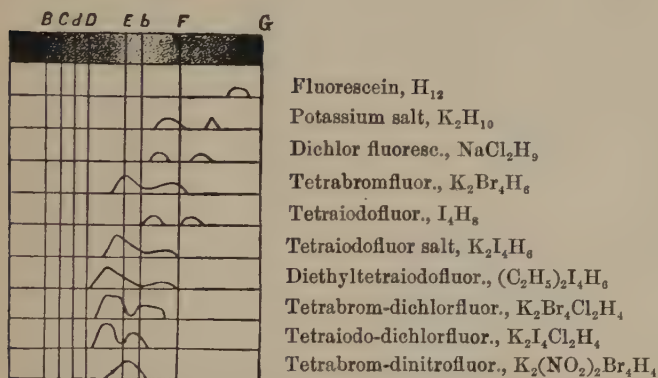 B C d D E b F G
Fluorescein, H₁₂
Potassium salt, K₂H₁₀
Dichlor fluoresc., NaCl₂H₉
Tetrabromfluor., K₂Br₄H₆
Tetraiodofluor., I₄H₈
Tetraiodofluor salt, K₂I₄H₆
Diethyltetraiodofluor., (C₂H₅)₂I₄H₆
Tetrabrom-dichlorfluor., K₂Br₄Cl₂H₄
Tetraiodo-dichlorfluor., K₂I₄Cl₂H₄
Tetrabrom-dinitrofluor., K₂(NO₂)₂Br₄H₄